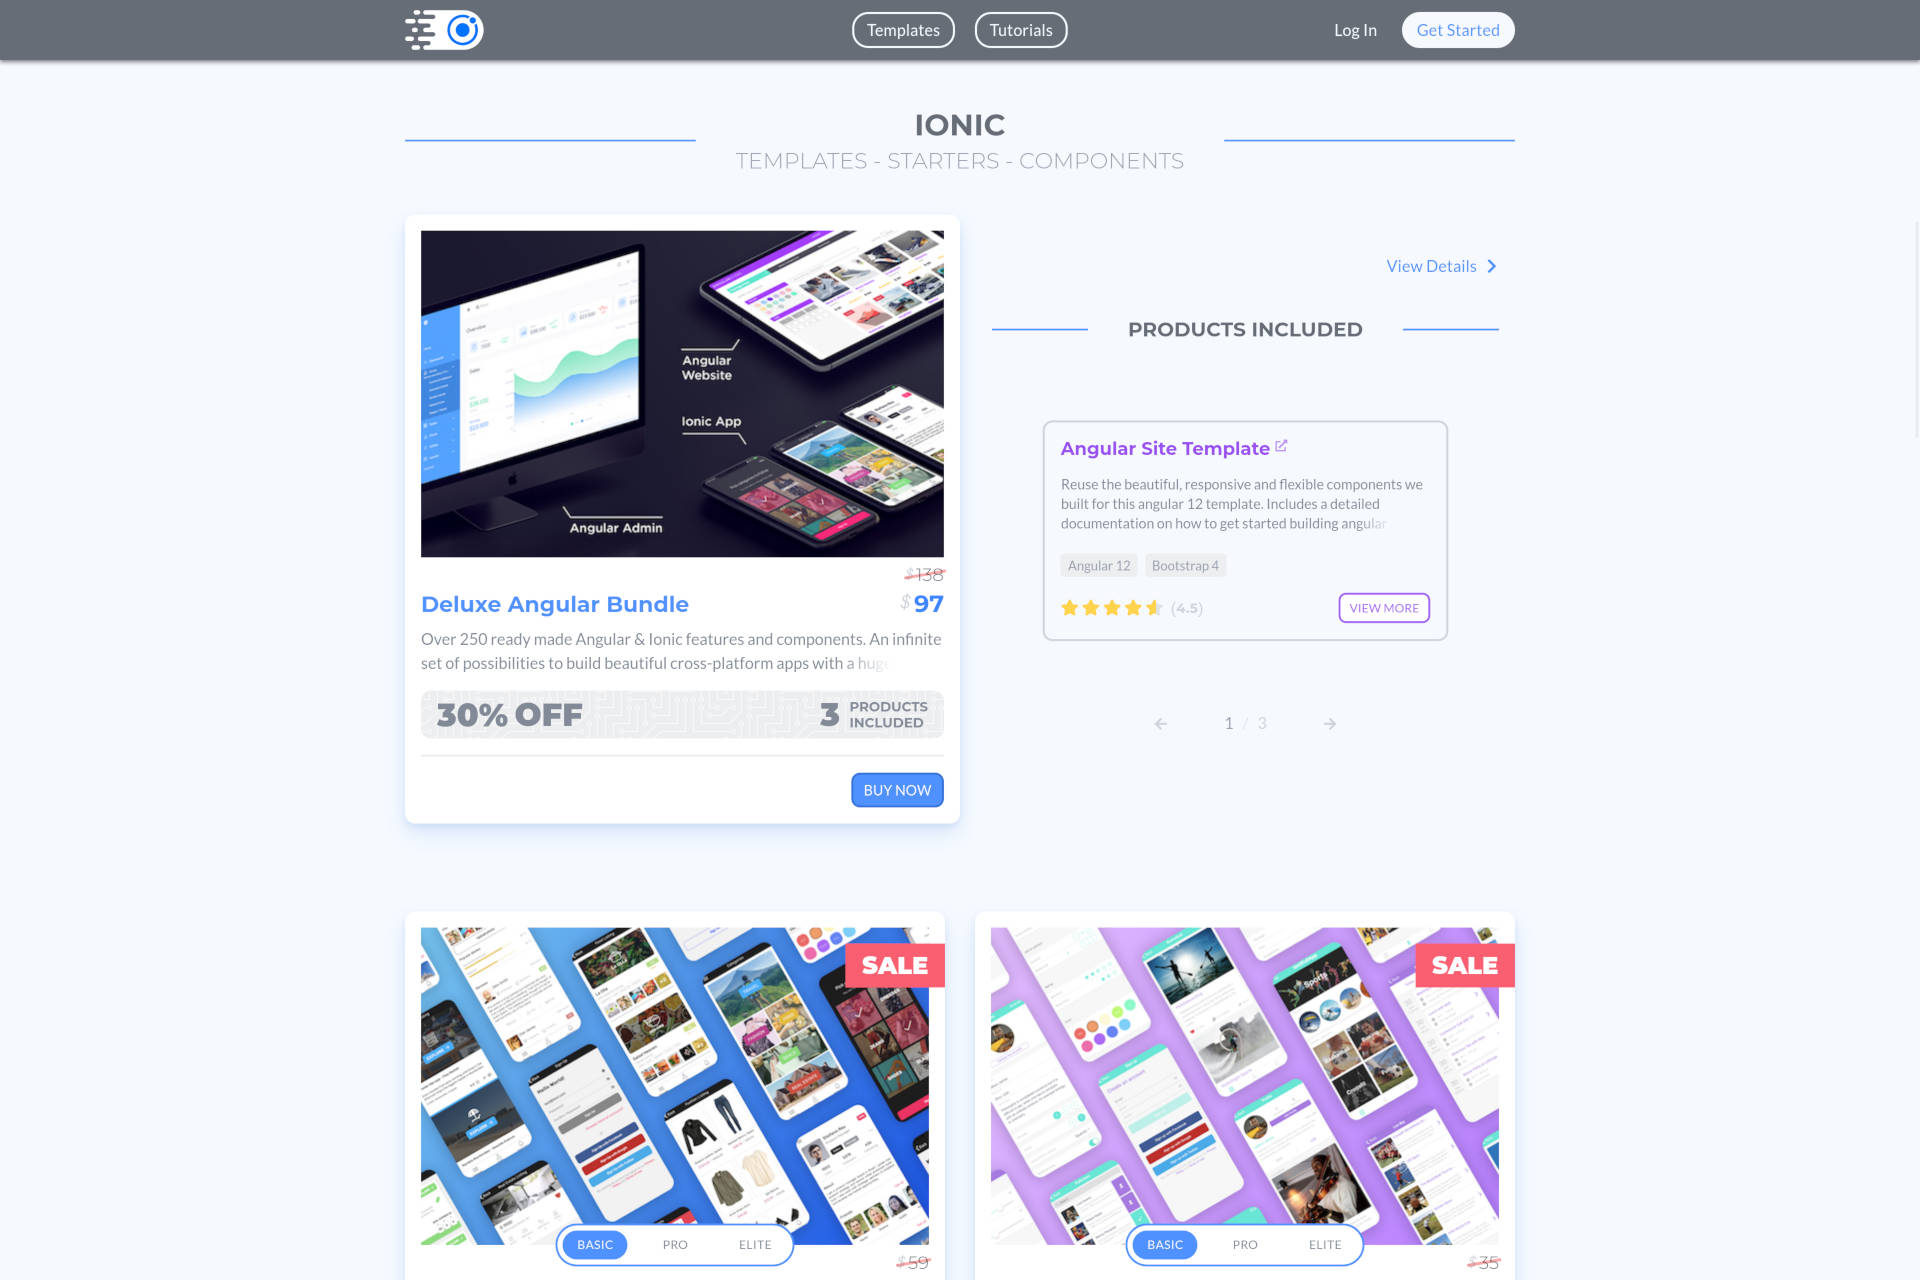 Templates
Tutorials
Log In
Get Started
IONIC
TEMPLATES - STARTERS - COMPONENTS
Angular
Website
Ionic App
Angular Admin
$138
Deluxe Angular Bundle
$97
Over 250 ready made Angular & Ionic features and components. An infinite
set of possibilities to build beautiful cross-platform apps with a huge
30% OFF
3 PRODUCTS
INCLUDED
BUY NOW
View Details
PRODUCTS INCLUDED
Angular Site Template
Reuse the beautiful, responsive and flexible components we
built for this angular 12 template. Includes a detailed
documentation on how to get started building angular
Angular 12
Bootstrap 4
(4.5)
VIEW MORE
1 / 3
SALE
BASIC
PRO
ELITE
$59
SALE
BASIC
PRO
ELITE
$35